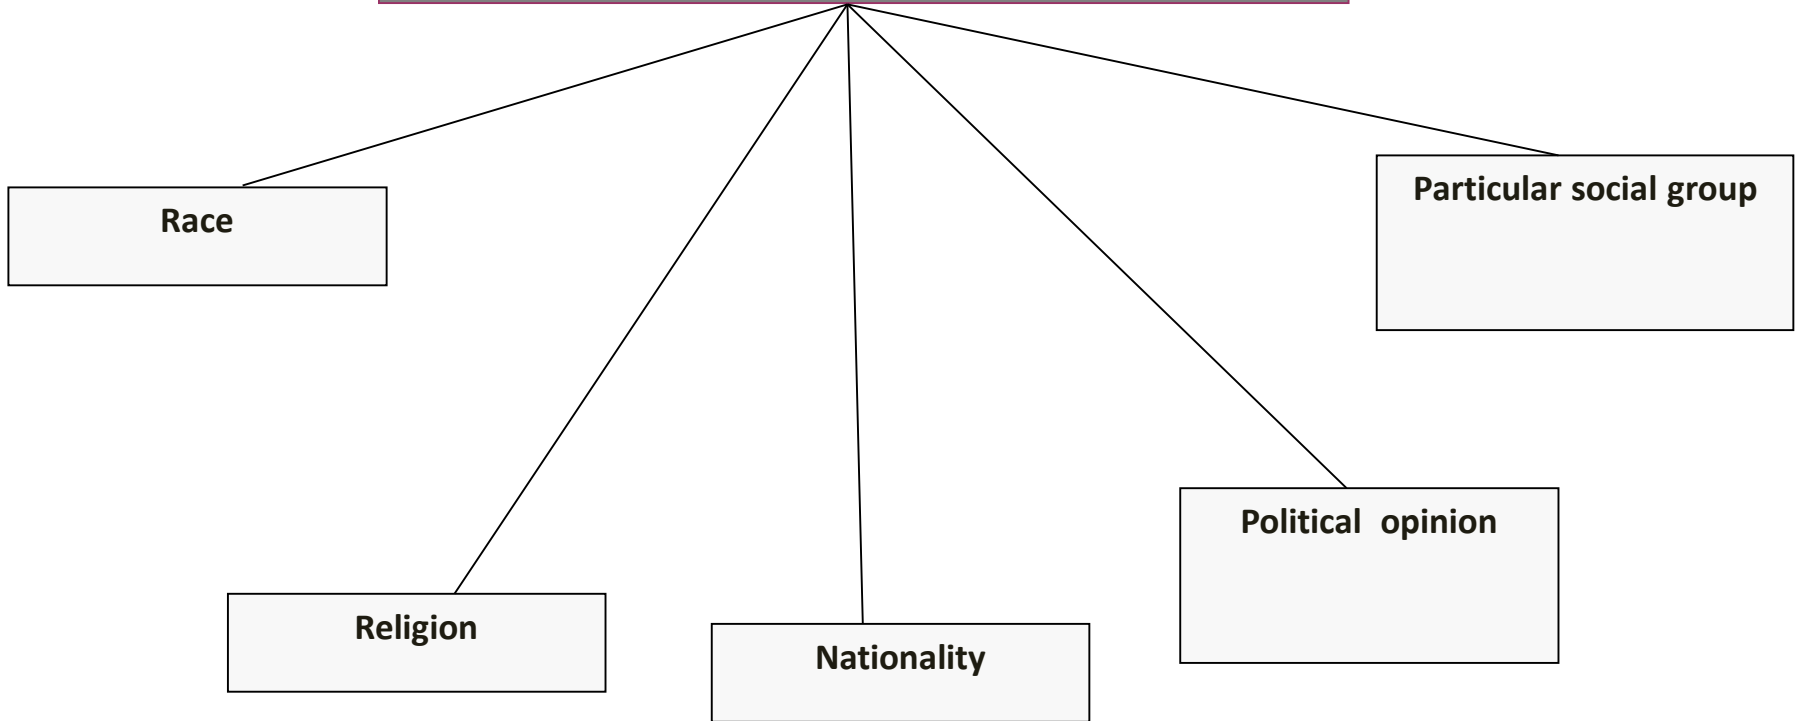 Race
Particular social group
Religion
Nationality
Political  opinion